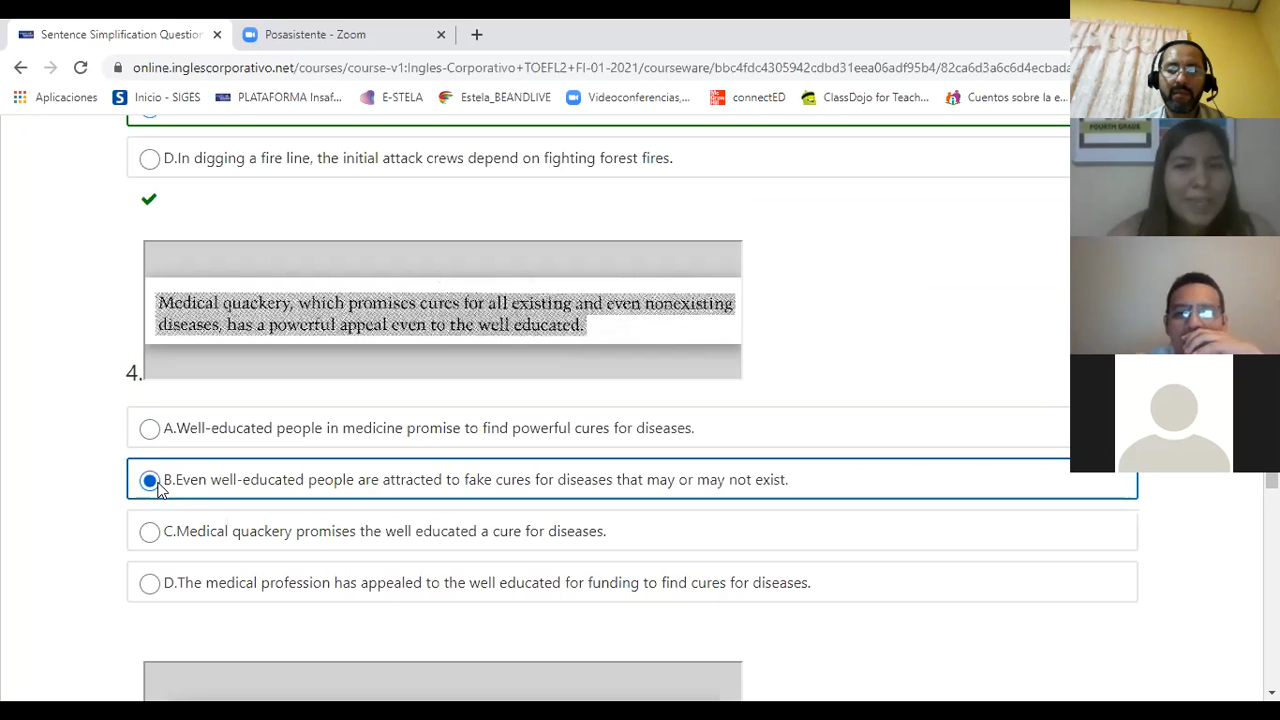 Sentence Simplification Question
Posasistente - Zoom
online.inglescorporativo.net/courses/course-v1:Ingles-Corporativo+TOEFL2+FI-01-2021/courseware/bbc4fdc4305942cdbd31eea06adf95b4/82ca6d3a6c6d4ecbada
Aplicaciones
Inicio - SIGES
PLATAFORMA Insaf...
E-STELA
Estela_BEANDLIVE
Videoconferencias,...
connectED
ClassDojo for Teach...
Cuentos sobre la e...
FOURTH GRADE
D.In digging a fire line, the initial attack crews depend on fighting forest fires.
Medical quackery, which promises cures for all existing and even nonexisting
diseases, has a powerful appeal even to the well educated.
4.
A.Well-educated people in medicine promise to find powerful cures for diseases.
B.Even well-educated people are attracted to fake cures for diseases that may or may not exist.
C.Medical quackery promises the well educated a cure for diseases.
D.The medical profession has appealed to the well educated for funding to find cures for diseases.